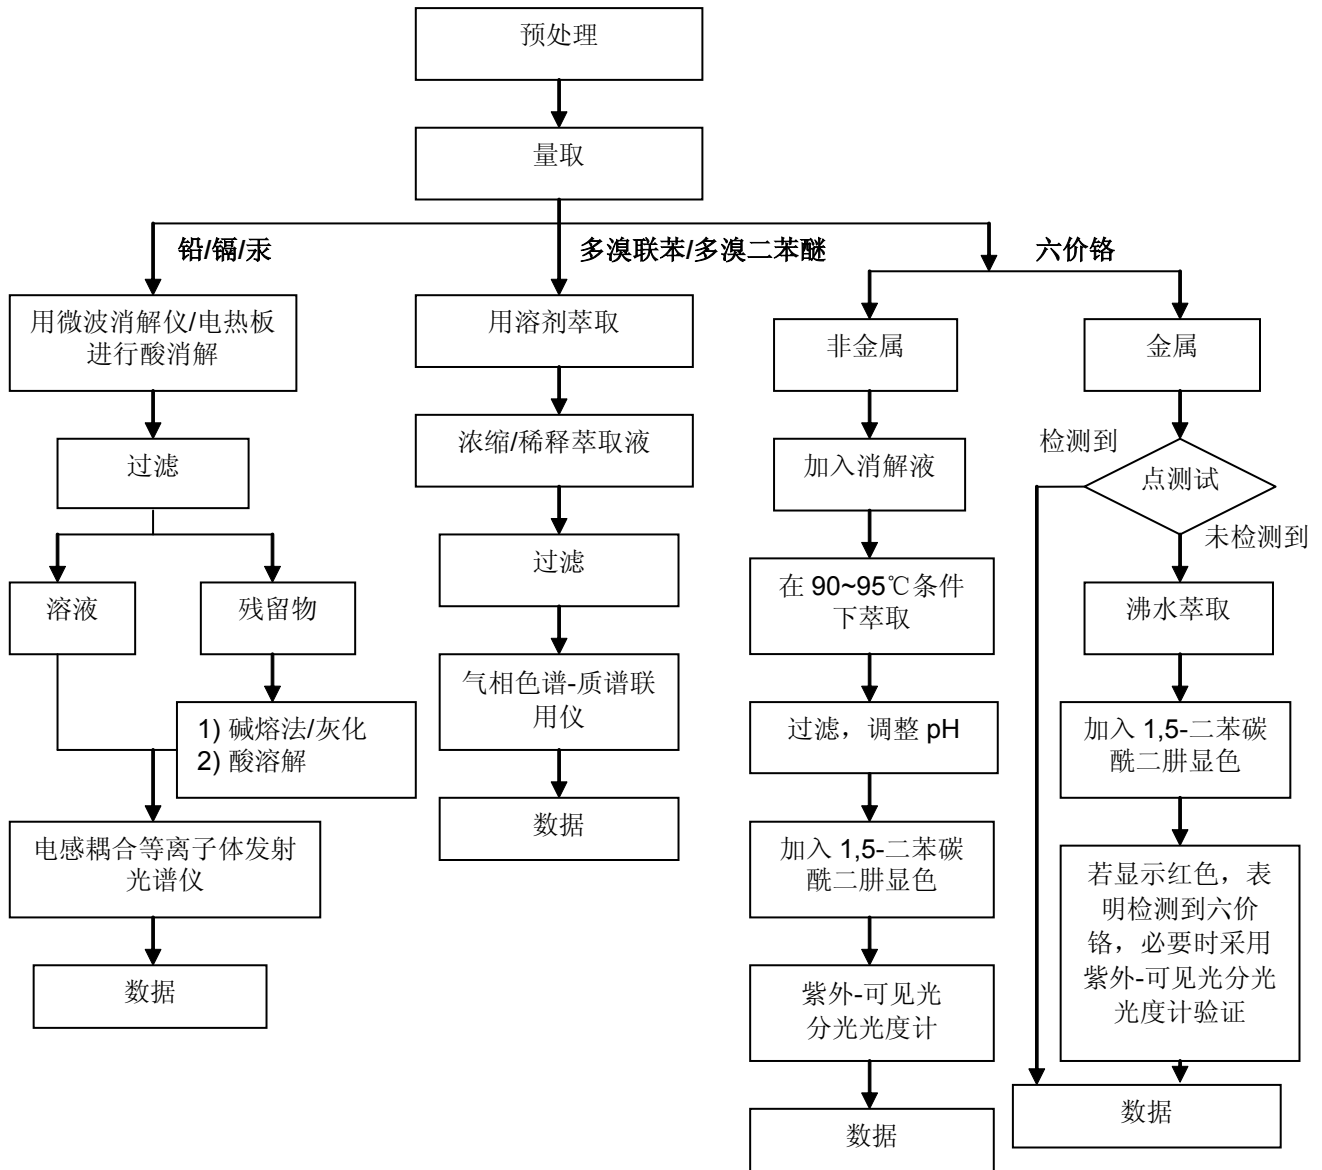 预处理
量取
铅/镉/汞
多溴联苯/多溴二苯醚
六价铬
用微波消解仪/电热板
进行酸消解
过滤
溶液
残留物
1) 碱熔法/灰化
2) 酸溶解
电感耦合等离子体发射
光谱仪
数据
用溶剂萃取
浓缩/稀释萃取液
过滤
气相色谱-质谱联
用仪
数据
非金属
加入消解液
在 90~95℃条件
下萃取
过滤，调整 pH
加入 1,5-二苯碳
酰二肼显色
紫外-可见光
分光光度计
数据
金属
检测到
点测试
未检测到
沸水萃取
加入 1,5-二苯碳
酰二肼显色
若显示红色，表
明检测到六价
铬，必要时采用
紫外-可见光分光
光度计验证
数据